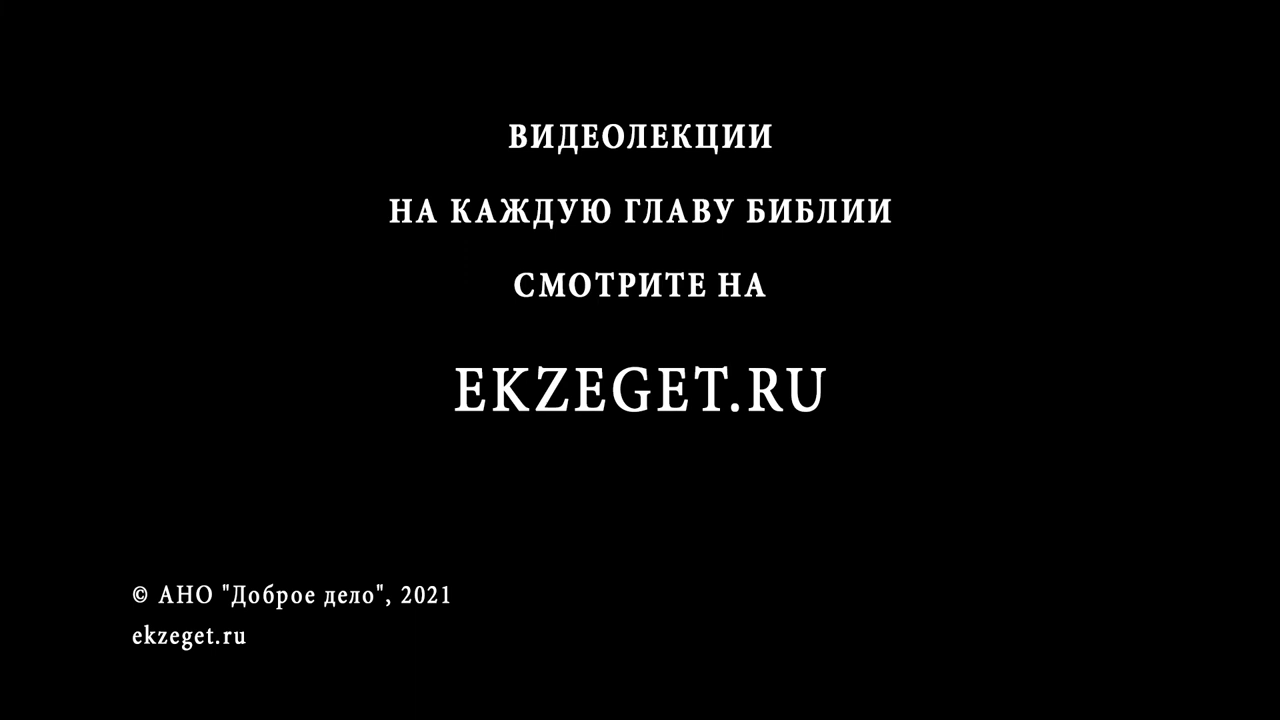 ВИДЕОЛЕКЦИИ
НА КАЖДУЮ ГЛАВУ БИБЛИИ
СМОТРИТЕ НА
EKZEGET.RU
© АНО "Доброе дело", 2021
ekzeget.ru